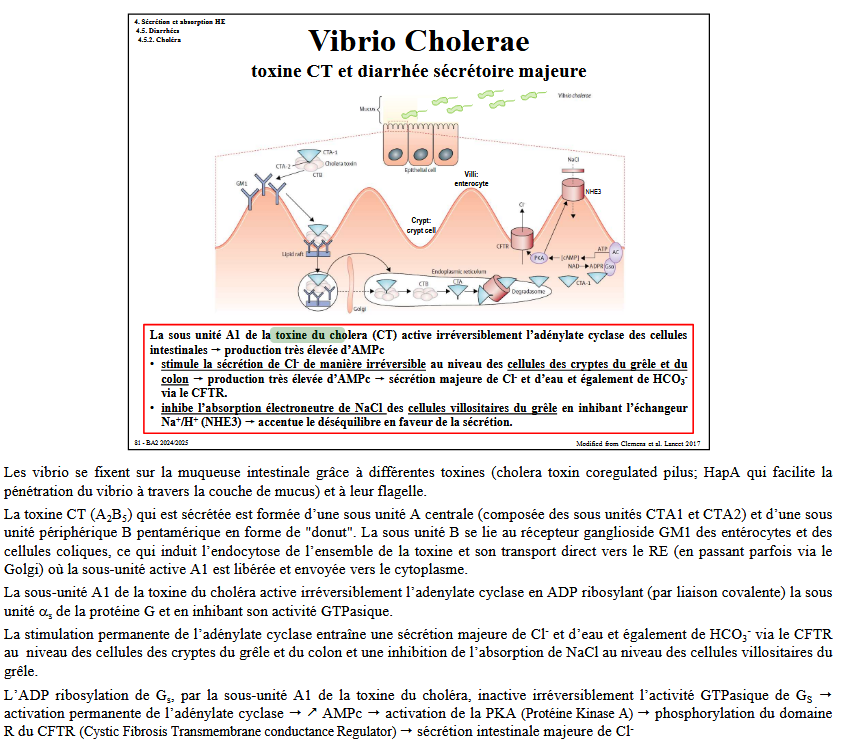 4. Sécrétion et absorption HE
4.5. Diarrhées
4.5.2. Choléra
Vibrio Cholerae
toxine CT et diarrhée sécrétoire majeure
Mucus
Vibrio cholerae
Epithelial cell
CTA-1
CTA-2
Cholera toxin
CTB
GM1
Villi:
enterocyte
NaCl
NHE3
Cl-
Crypt:
crypt cell
CFTR
PKA
[cAMP]
ATP
AC
NAD
ADPR
Gsα
CTA-1
Lipid raft
Endoplasmic reticulum
CTB
CTA
Degradasome
Golgi
La sous unité A1 de la toxine du cholera (CT) active irréversiblement l’adénylate cyclase des cellules
intestinales → production très élevée d’AMPc
• stimule la sécrétion de Cl- de manière irréversible au niveau des cellules des cryptes du grêle et du
colon → production très élevée d’AMPc → sécrétion majeure de Cl- et d’eau et également de HCO3-
via le CFTR.
• inhibe l’absorption électroneutre de NaCl des cellules villositaires du grêle en inhibant l’échangeur
Na+/H+ (NHE3) → accentue le déséquilibre en faveur de la sécrétion.
81 - BA2 2024/2025
Modified from Clemens et al. Lancet 2017
Les vibrio se fixent sur la muqueuse intestinale grâce à différentes toxines (cholera toxin coregulated pilus; HapA qui facilite la
pénétration du vibrio à travers la couche de mucus) et à leur flagelle.
La toxine CT (A2B5) qui est sécrétée est formée d’une sous unité A centrale (composée des sous unités CTA1 et CTA2) et d’une sous
unité périphérique B pentamérique en forme de "donut". La sous unité B se lie au récepteur ganglioside GM1 des entérocytes et des
cellules coliques, ce qui induit l’endocytose de l’ensemble de la toxine et son transport direct vers le RE (en passant parfois via le
Golgi) où la sous-unité active A1 est libérée et envoyée vers le cytoplasme.
La sous-unité A1 de la toxine du choléra active irréversiblement l’adenylate cyclase en ADP ribosylant (par liaison covalente) la sous
unité αs de la protéine G et en inhibant son activité GTPasique.
La stimulation permanente de l’adénylate cyclase entraîne une sécrétion majeure de Cl- et d’eau et également de HCO3- via le CFTR
au niveau des cellules des cryptes du grêle et du colon et une inhibition de l’absorption de NaCl au niveau des cellules villositaires du
grêle.
L’ADP ribosylation de Gs, par la sous-unité A1 de la toxine du choléra, inactive irréversiblement l’activité GTPasique de GS →
activation permanente de l’adénylate cyclase → ↗ AMPc → activation de la PKA (Protéine Kinase A) → phosphorylation du domaine
R du CFTR (Cystic Fibrosis Transmembrane conductance Regulator) → sécrétion intestinale majeure de Cl-